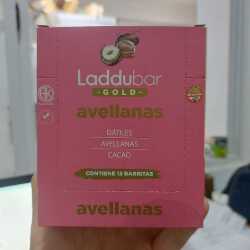 Laddubar
GOLD
avellanas
DÁTILES
AVELLANAS
CACAO
CONTIENE 12 BARRITAS
avellanas